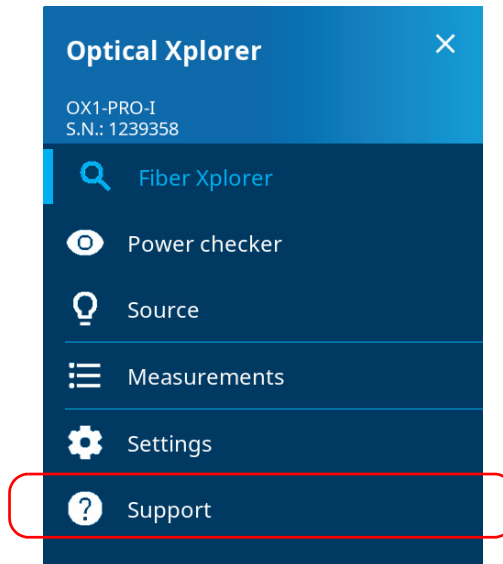 Optical Xplorer
OX1-PRO-I
S.N.: 1239358
Fiber Xplorer
Power checker
Source
Measurements
Settings
Support